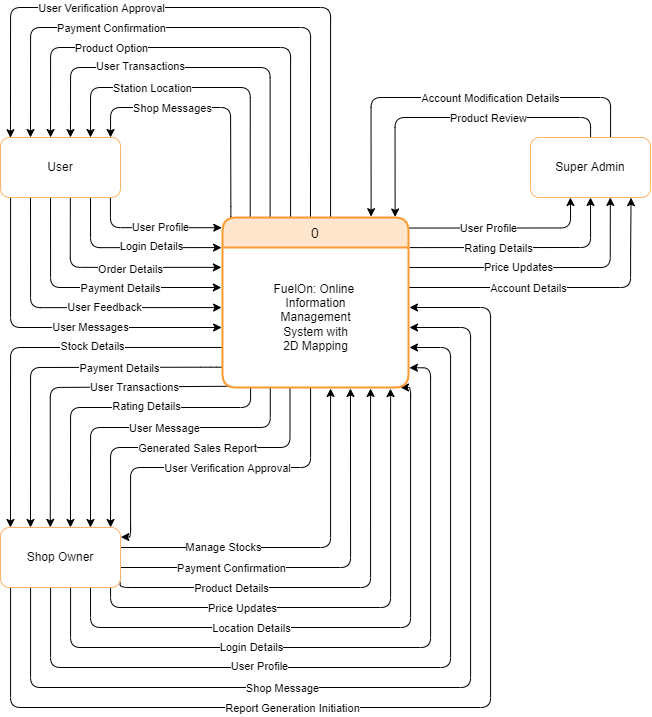 User Verification Approval
Payment Confirmation
Product Option
User Transactions
Station Location
Shop Messages
Account Modification Details
Product Review
User
Super Admin
User Profile
Login Details
Order Details
Payment Details
User Feedback
User Messages
0
FuelOn: Online
Information
Management
System with
2D Mapping
User Profile
Rating Details
Price Updates
Account Details
Stock Details
Payment Details
User Transactions
Rating Details
User Message
Generated Sales Report
User Verification Approval
Shop Owner
Manage Stocks
Payment Confirmation
Product Details
Price Updates
Location Details
Login Details
User Profile
Shop Message
Report Generation Initiation